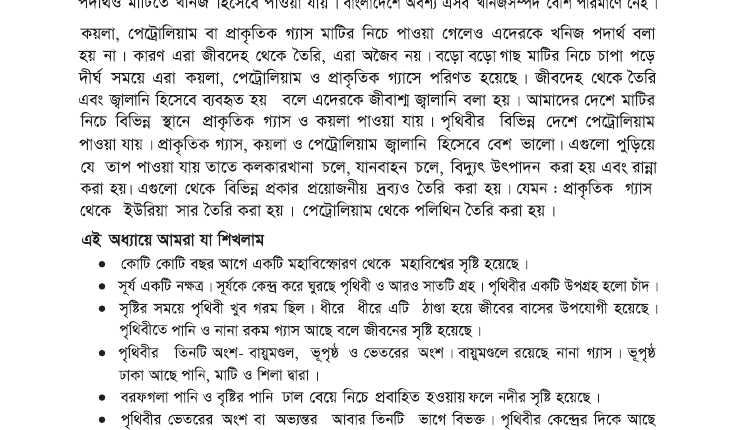 পদার্থও মাটিতে খনিজ হিসেবে পাওয়া যায়। বাংলাদেশে অবশ্য এসব খনিজসম্পদ বেশি পরিমাণে নেই।
কয়লা, পেট্রোলিয়াম বা প্রাকৃতিক গ্যাস মাটির নিচে পাওয়া গেলেও এদেরকে খনিজ পদার্থ বলা
হয় না। কারণ এরা জীবদেহ থেকে তৈরি, এরা অজৈব নয়। বড়ো বড়ো গাছ মাটির নিচে চাপা পড়ে
দীর্ঘ সময়ে এরা কয়লা, পেট্রোলিয়াম ও প্রাকৃতিক গ্যাসে পরিণত হয়েছে। জীবদেহ থেকে তৈরি
এবং জ্বালানি হিসেবে ব্যবহৃত হয় বলে এদেরকে জীবাশ্ম জ্বালানি বলা হয়। আমাদের দেশে মাটির
নিচে বিভিন্ন স্থানে প্রাকৃতিক গ্যাস ও কয়লা পাওয়া যায়। পৃথিবীর বিভিন্ন দেশে পেট্রোলিয়াম
পাওয়া যায়। প্রাকৃতিক গ্যাস, কয়লা ও পেট্রোলিয়াম জ্বালানি হিসেবে বেশ ভালো। এগুলো পুড়িয়ে
যে তাপ পাওয়া যায় তাতে কলকারখানা চলে, যানবাহন চলে, বিদ্যুৎ উৎপাদন করা হয় এবং রান্না
করা হয়। এগুলো থেকে বিভিন্ন প্রকার প্রয়োজনীয় দ্রব্যও তৈরি করা হয়। যেমন : প্রাকৃতিক গ্যাস
থেকে ইউরিয়া সার তৈরি করা হয়। পেট্রোলিয়াম থেকে পলিথিন তৈরি করা হয়।
এই অধ্যায়ে আমরা যা শিখলাম
• কোটি কোটি বছর আগে একটি মহাবিস্ফোরণ থেকে মহাবিশ্বের সৃষ্টি হয়েছে।
• সূর্য একটি নক্ষত্র। সূর্যকে কেন্দ্র করে ঘুরছে পৃথিবী ও আরও সাতটি গ্রহ। পৃথিবীর একটি উপগ্রহ হলো চাঁদ।
• সৃষ্টির সময়ে পৃথিবী খুব গরম ছিল। ধীরে ধীরে এটি ঠাণ্ডা হয়ে জীবের বাসের উপযোগী হয়েছে।
পৃথিবীতে পানি ও নানা রকম গ্যাস আছে বলে জীবনের সৃষ্টি হয়েছে।
• পৃথিবীর তিনটি অংশ- বায়ুমণ্ডল, ভূপৃষ্ঠ ও ভেতরের অংশ। বায়ুমণ্ডলে রয়েছে নানা গ্যাস। ভূপৃষ্ঠ
ঢাকা আছে পানি, মাটি ও শিলা দ্বারা।
• বরফগলা পানি ও বৃষ্টির পানি ঢাল বেয়ে নিচে প্রবাহিত হওয়ায় ফলে নদীর সৃষ্টি হয়েছে।
• পৃথিবীর ভেতরের অংশ বা অভ্যন্তর আবার তিনটি ভাগে বিভক্ত। পৃথিবীর কেন্দ্রের দিকে আছে